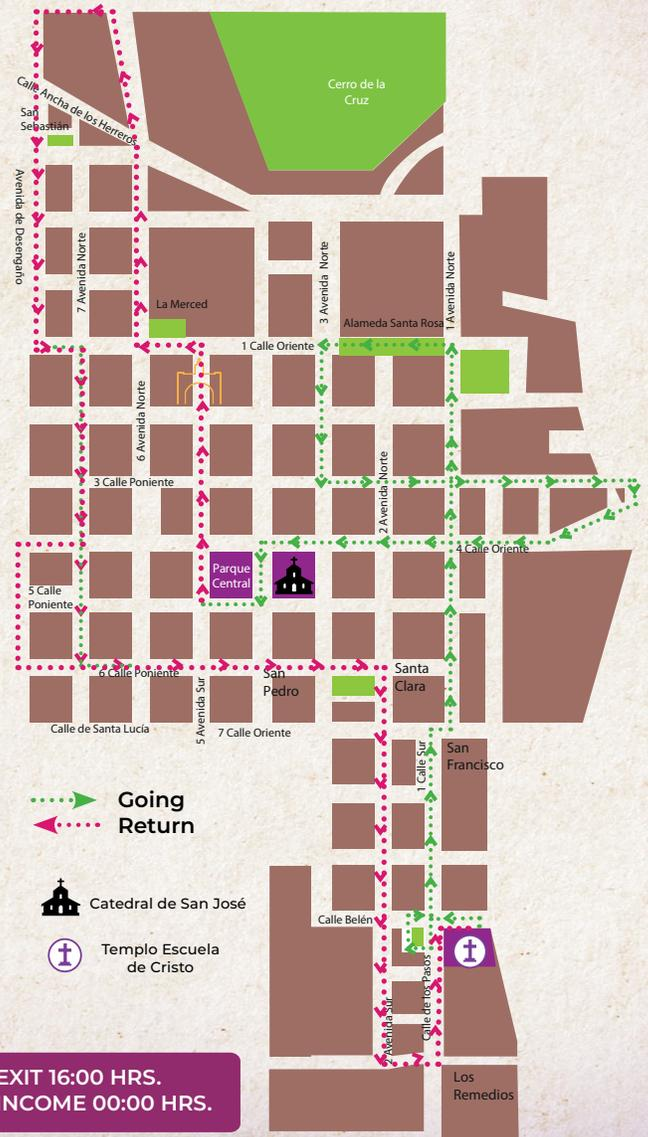 Cerro de la
Cruz
Calle Ancha de los Herreros
San
Sebastián
Avenida de Desengaño
7 Avenida Norte
La Merced
3 Avenida Norte
1 Avenida Norte
Alameda Santa Rosa
1 Calle Oriente
6 Avenida Norte
2 Avenida Norte
3 Calle Poniente
4 Calle Oriente
Parque
Central
5 Calle
Poniente
6 Calle Poniente
San
Pedro
Santa
Clara
5 Avenida Sur
Calle de Santa Lucía
7 Calle Oriente
1 Calle Sur
San
Francisco
Going
Return
Catedral de San José
Templo Escuela
de Cristo
Calle Belén
Calle de los Pasos
2 Avenida Sur
Los
Remedios
EXIT 16:00 HRS.
INCOME 00:00 HRS.